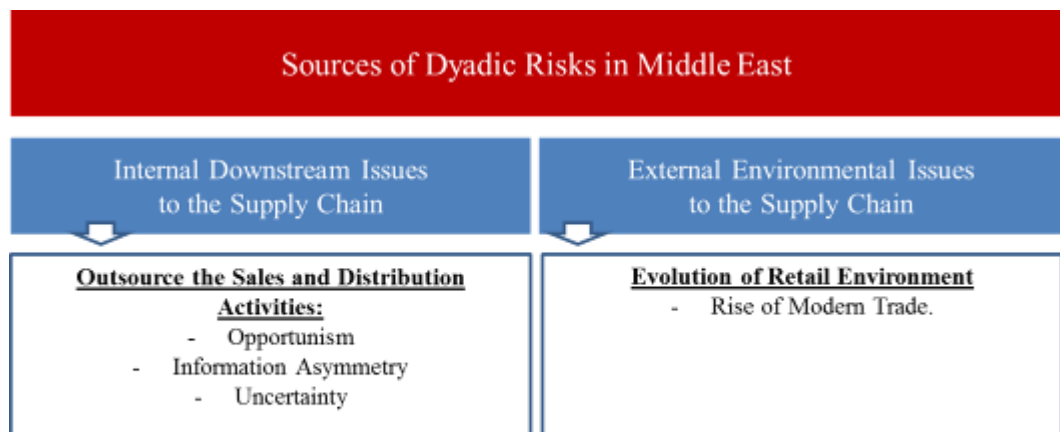 Sources of Dyadic Risks in Middle East
Internal Downstream Issues
to the Supply Chain
External Environmental Issues
to the Supply Chain
Outsource the Sales and Distribution
Activities:
- Opportunism
- Information Asymmetry
- Uncertainty
Evolution of Retail Environment
- Rise of Modern Trade.